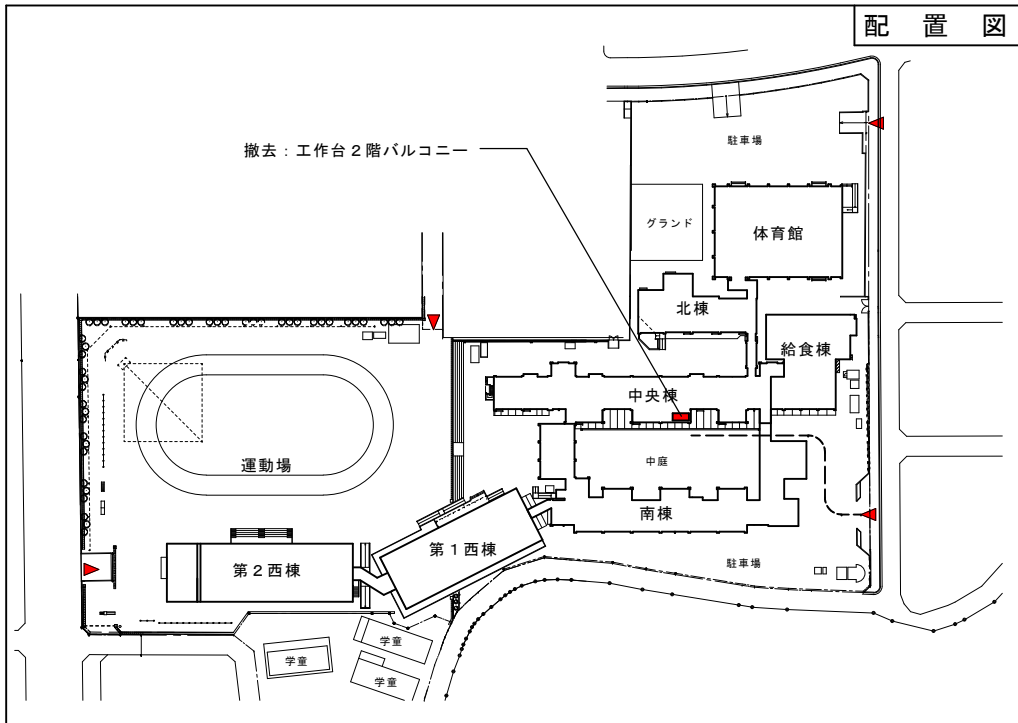 配置図
駐車場
撤去：工作台２階バルコニー
グランド
体育館
北棟
給食棟
中央棟
中庭
運動場
南棟
第１西棟
第２西棟
駐車場
学童
学童
学童